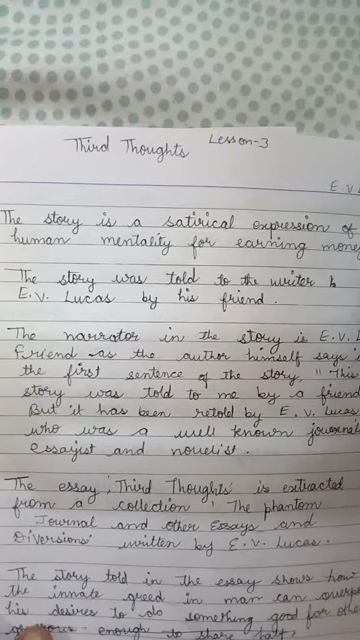 Third Thoughts Lesson-3
E. V.
The story is a satirical expression of
human mentality for earning money
The story was told to the writer
E.V. Lucas by his friend.
The narrator in the story is E.V. L
friend as the author himself says
the first sentence of the story, "This
story was told to me by a friend
But it has been retold by E. V. Lucas
who was a well known journal
essayist and novelist.
The essay, 'Third Thoughts' is extracted
from a collection ' The phantom
Journal and other Essays and
Diversions' written by E. V. Lucas.
The story told in the essay shows how
the innate greed in man can
his desires to do something good for
enough to